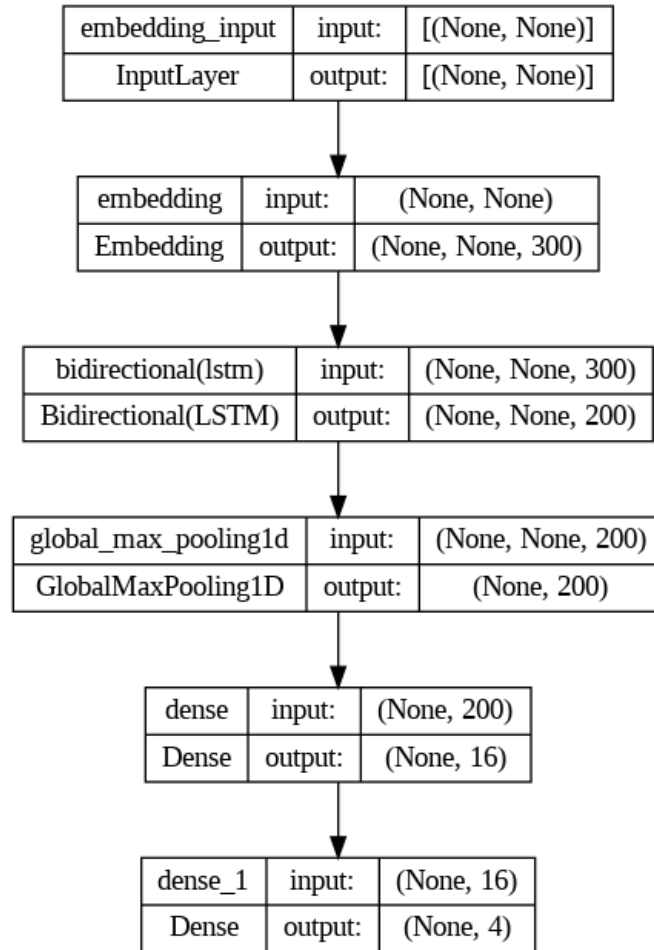 embedding_input input: [(None, None)]
InputLayer output: [(None, None)]
embedding input: (None, None)
Embedding output: (None, None, 300)
bidirectional(lstm) input: (None, None, 300)
Bidirectional(LSTM) output: (None, None, 200)
global_max_pooling1d input: (None, None, 200)
GlobalMaxPooling1D output: (None, 200)
dense input: (None, 200)
Dense output: (None, 16)
dense_1 input: (None, 16)
Dense output: (None, 4)